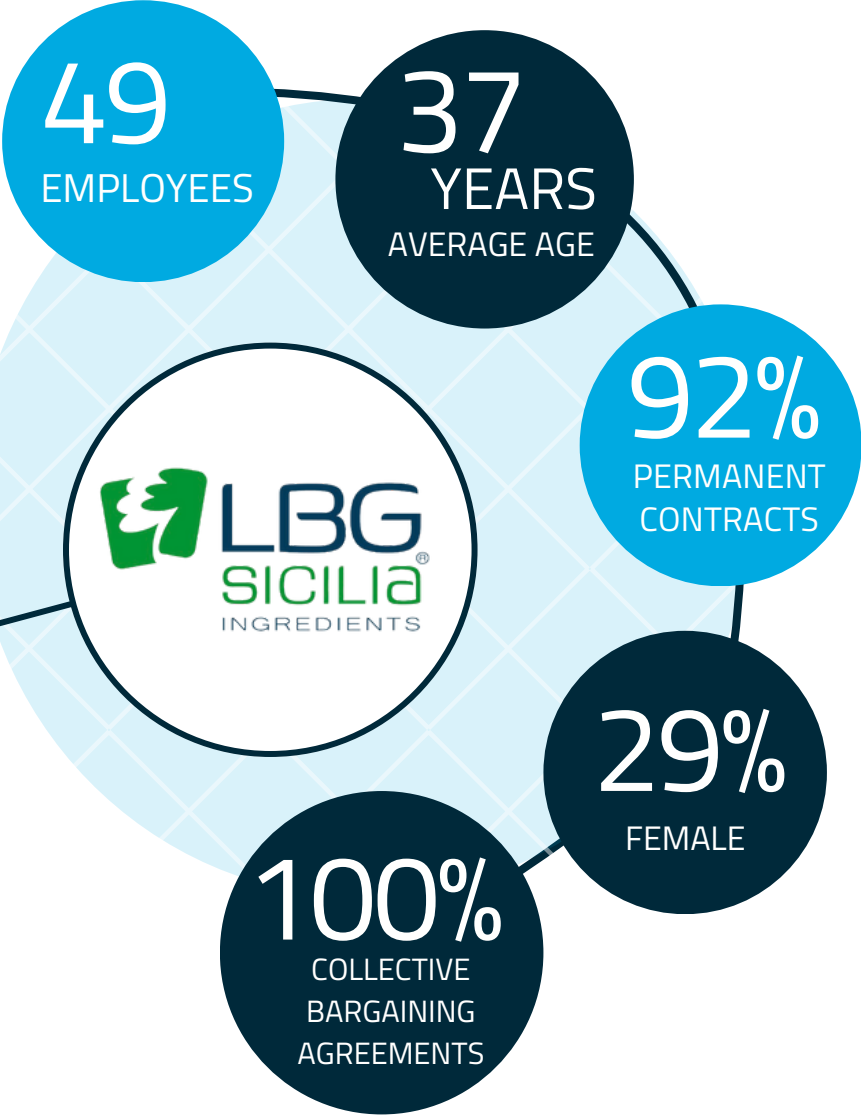 49
EMPLOYEES
37
YEARS
AVERAGE AGE
92%
PERMANENT
CONTRACTS
LBG
SICILIa®
INGREDIENTS
29%
FEMALE
100%
COLLECTIVE
BARGAINING
AGREEMENTS